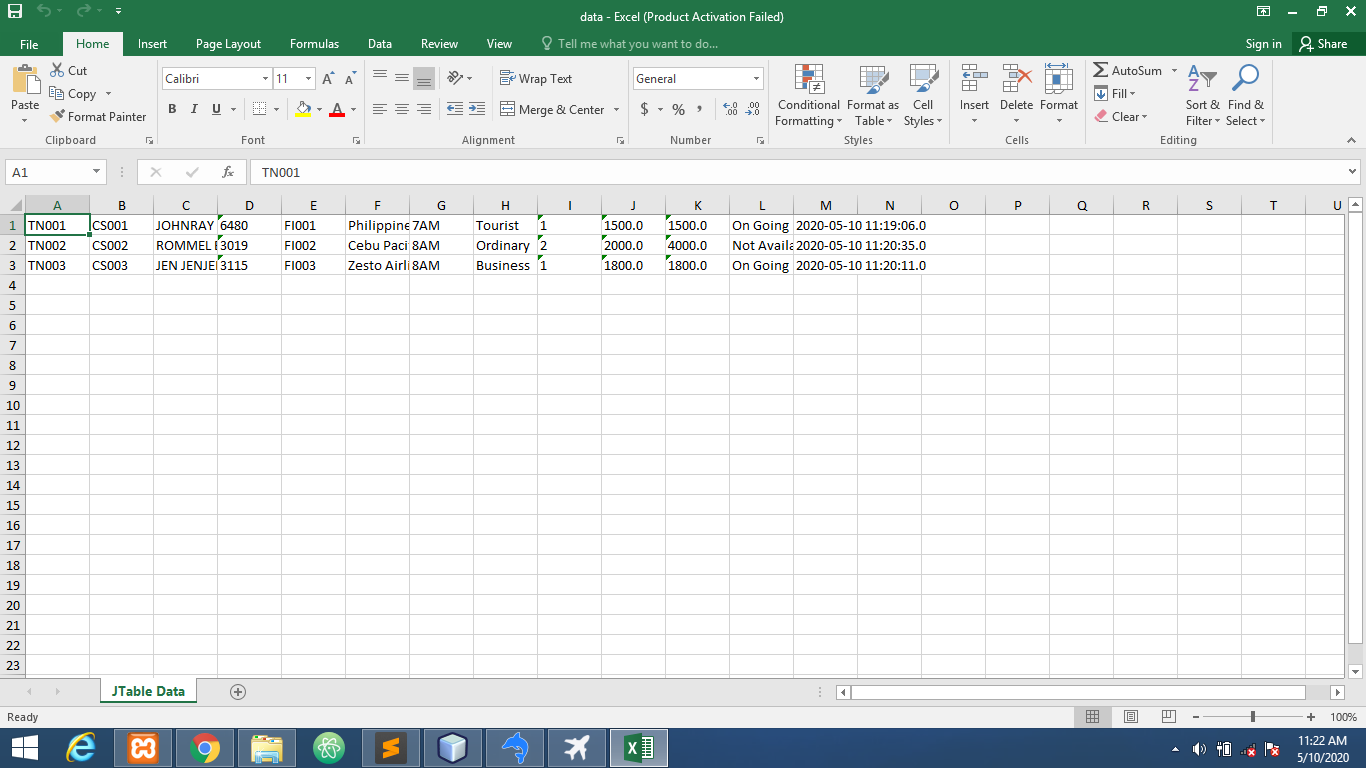 data - Excel (Product Activation Failed)
File Home Insert Page Layout Formulas Data Review View Tell me what you want to do... Sign in Share
Paste Cut Copy Format Painter Clipboard
Calibri 11 B I U A A A Font
Wrap Text Merge & Center Alignment
General $ % , .0 .00 .00 .0 Number
Conditional Formatting Format as Table Cell Styles Styles
Insert Delete Format Cells
AutoSum Fill Clear Sort & Filter Find & Select Editing
A1 fx TN001
A B C D E F G H I J K L M N O P Q R S T U
1 TN001 CS001 JOHNRAY 6480 FI001 Philippine 7AM Tourist 1 1500.0 1500.0 On Going 2020-05-10 11:19:06.0
2 TN002 CS002 ROMMEL 3019 FI002 Cebu Paci 8AM Ordinary 2 2000.0 4000.0 Not Availa 2020-05-10 11:20:35.0
3 TN003 CS003 JEN JENJE 3115 FI003 Zesto Airli 8AM Business 1 1800.0 1800.0 On Going 2020-05-10 11:20:11.0
4
5
6
7
8
9
10
11
12
13
14
15
16
17
18
19
20
21
22
23
JTable Data
Ready 100%
11:22 AM
5/10/2020